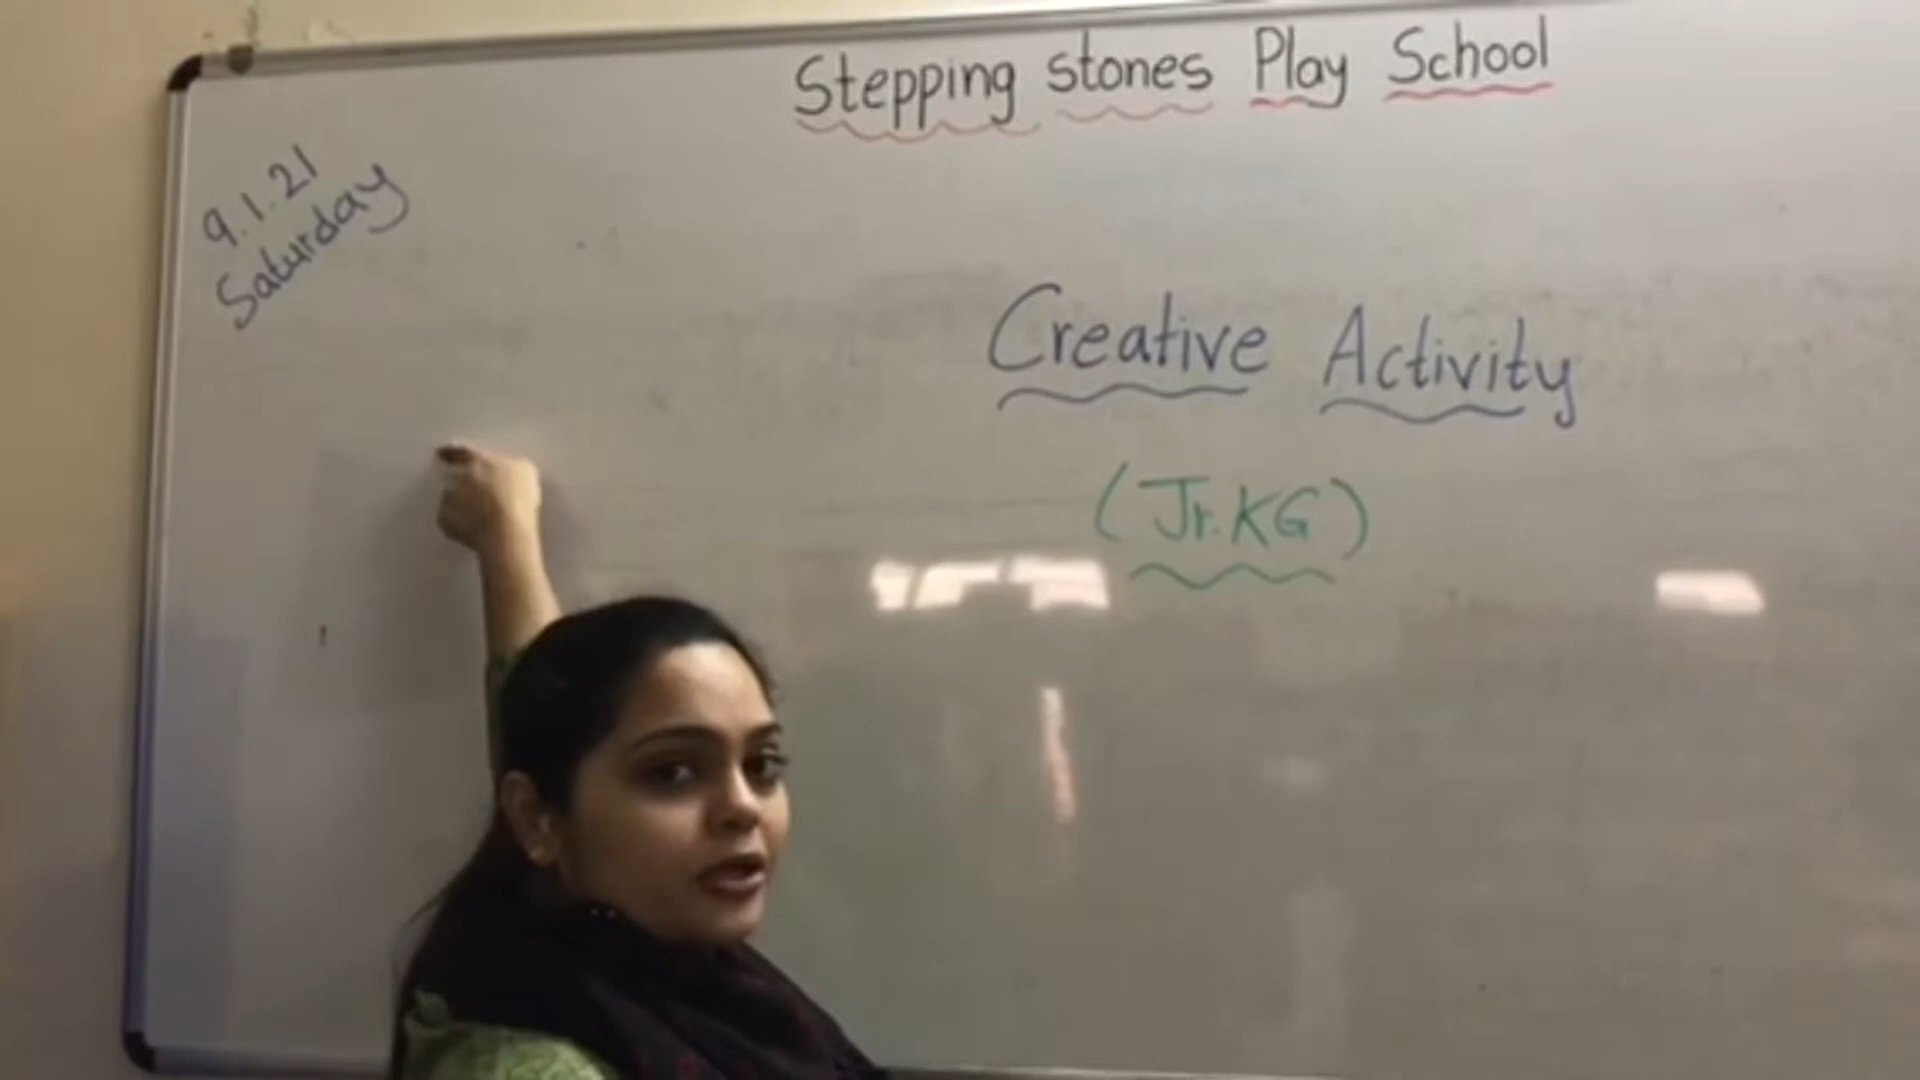 Stepping stones Play School
9.1.21
Saturday
Creative Activity
(Jr.KG)